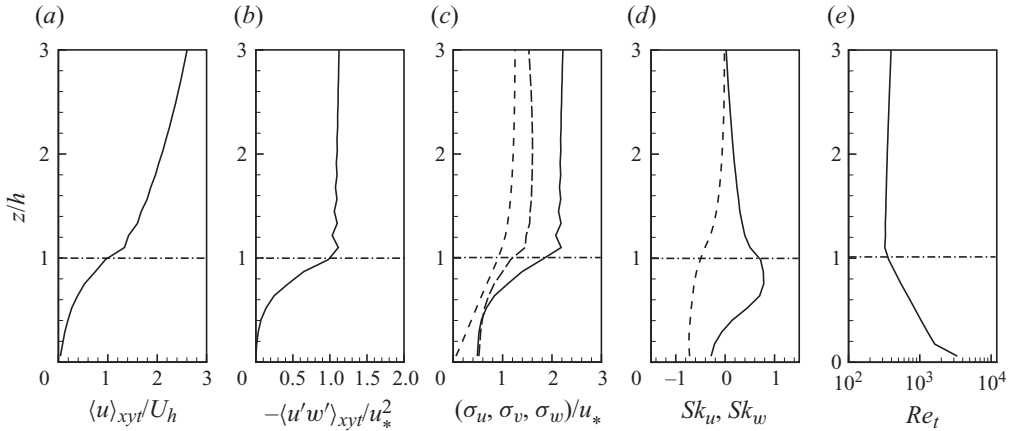 (a) (b) (c) (d) (e)
3 3 3 3 3
2 2 2 2 2
z/h
1 1 1 1 1
0 1 2 3 0 0.5 1.0 1.5 2.0 0 1 2 3 0 −1 0 1 0 10² 10³ 10⁴
⟨u⟩xyt/Uh −⟨u′w′⟩xyt/u²* (σu, σv, σw)/u* Sku, Skw Ret